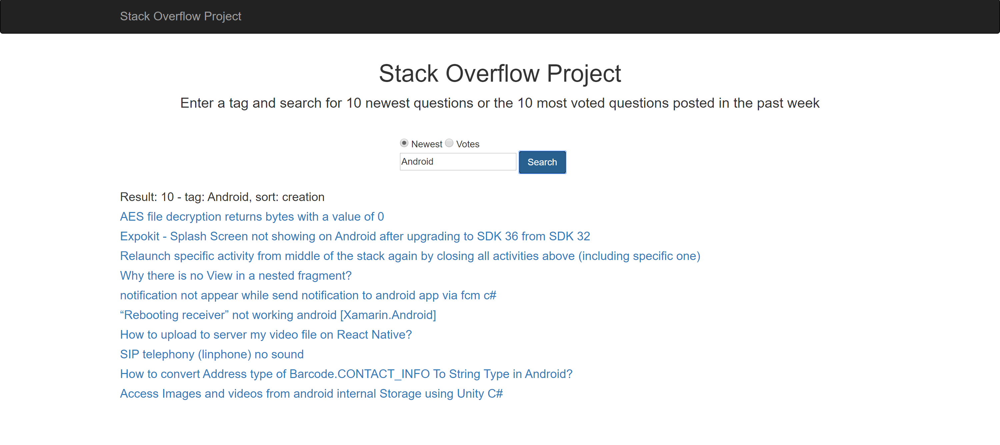 Stack Overflow Project
Stack Overflow Project
Enter a tag and search for 10 newest questions or the 10 most voted questions posted in the past week
Newest Votes
Android Search
Result: 10 - tag: Android, sort: creation
AES file decryption returns bytes with a value of 0
Expokit - Splash Screen not showing on Android after upgrading to SDK 36 from SDK 32
Relaunch specific activity from middle of the stack again by closing all activities above (including specific one)
Why there is no View in a nested fragment?
notification not appear while send notification to android app via fcm c#
“Rebooting receiver” not working android [Xamarin.Android]
How to upload to server my video file on React Native?
SIP telephony (linphone) no sound
How to convert Address type of Barcode.CONTACT_INFO To String Type in Android?
Access Images and videos from android internal Storage using Unity C#